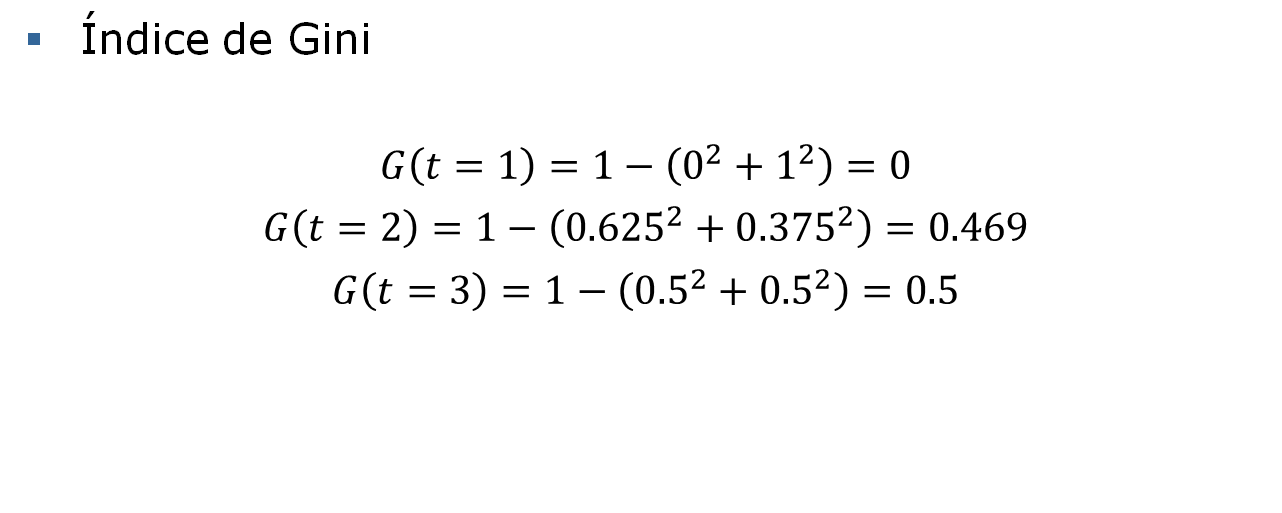 ▪ Índice de Gini
𝐺(𝑡 = 1) = 1 − (0² + 1²) = 0
𝐺(𝑡 = 2) = 1 − (0.625² + 0.375²) = 0.469
𝐺(𝑡 = 3) = 1 − (0.5² + 0.5²) = 0.5